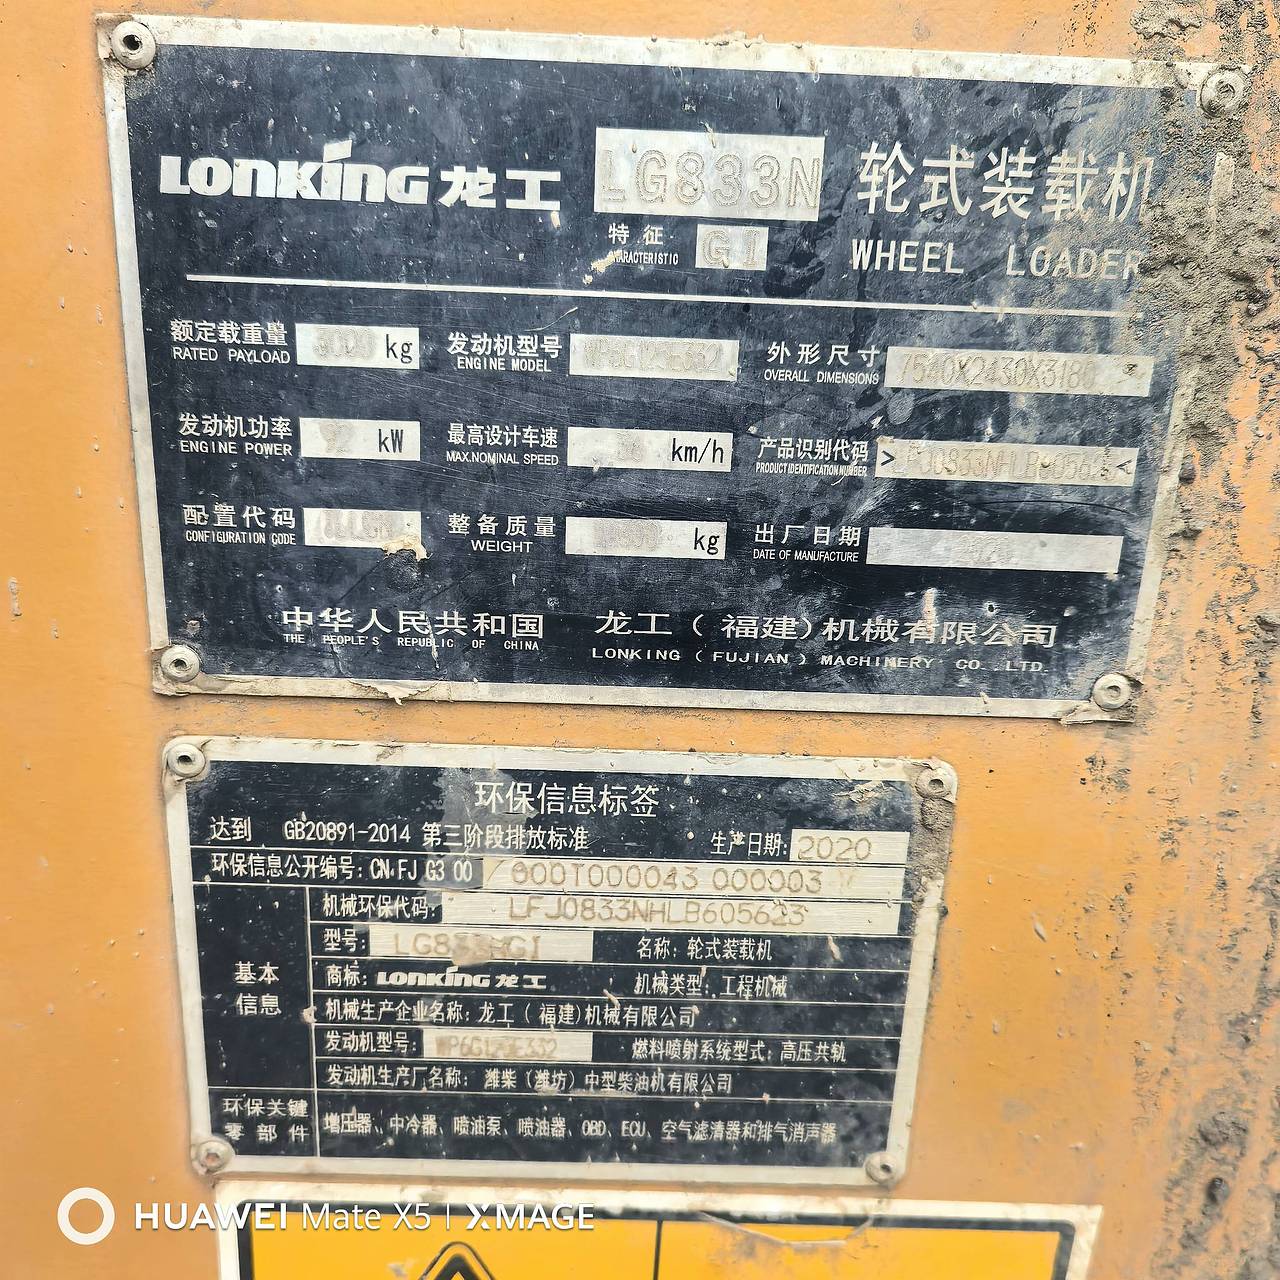 LONKING 龙工 LG833N 轮式装载机
特征 CHARACTERISTIC GI WHEEL LOADER
额定载重量 RATED PAYLOAD 3000 kg 发动机型号 ENGINE MODEL 外形尺寸 OVERALL DIMENSIONS 7540X2430X3180
发动机功率 ENGINE POWER 92 kW 最高设计车速 MAX.NOMINAL SPEED km/h 产品识别代码 PRODUCT IDENTIFICATION NUMBER
配置代码 CONFIGURATION CODE 整备质量 WEIGHT kg 出厂日期 DATE OF MANUFACTURE 2020
中华人民共和国 龙工(福建)机械有限公司
THE PEOPLE'S REPUBLIC OF CHINA LONKING (FUJIAN) MACHINERY CO.,LTD.
环保信息标签
达到 GB20891-2014 第三阶段排放标准 生产日期: 2020
环保信息公开编号: CN FJ G3 00 000T000043 000003
机械环保代码: LFJ0833NHLB605623
型号: 名称: 轮式装载机
基本信息 商标: LONKING 龙工 机械类型: 工程机械
机械生产企业名称: 龙工(福建)机械有限公司
发动机型号: 燃料喷射系统型式: 高压共轨
发动机生产厂名称: 潍柴(潍坊)中型柴油机有限公司
环保关键零部件 增压器、中冷器、喷油泵、喷油器、OBD、ECU、空气滤清器和排气消声器
HUAWEI Mate X5 | XMAGE